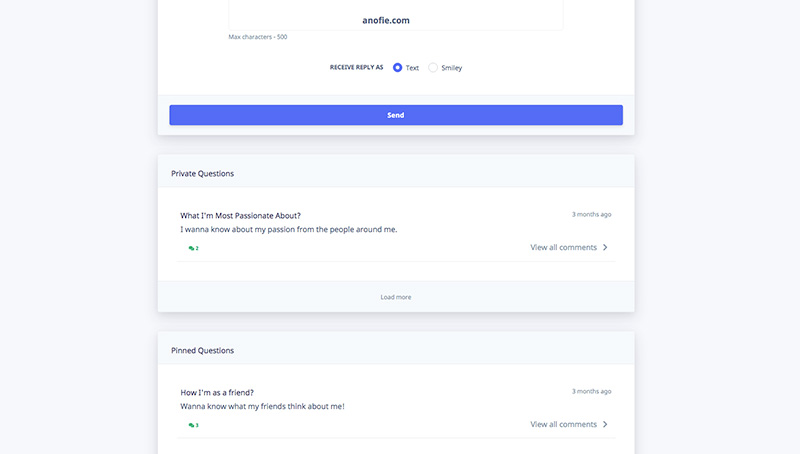 anofie.com
Max characters - 500
RECEIVE REPLY AS Text Smiley
Send
Private Questions
What I'm Most Passionate About? 3 months ago
I wanna know about my passion from the people around me.
2 View all comments
Load more
Pinned Questions
How I'm as a friend? 3 months ago
Wanna know what my friends think about me!
3 View all comments